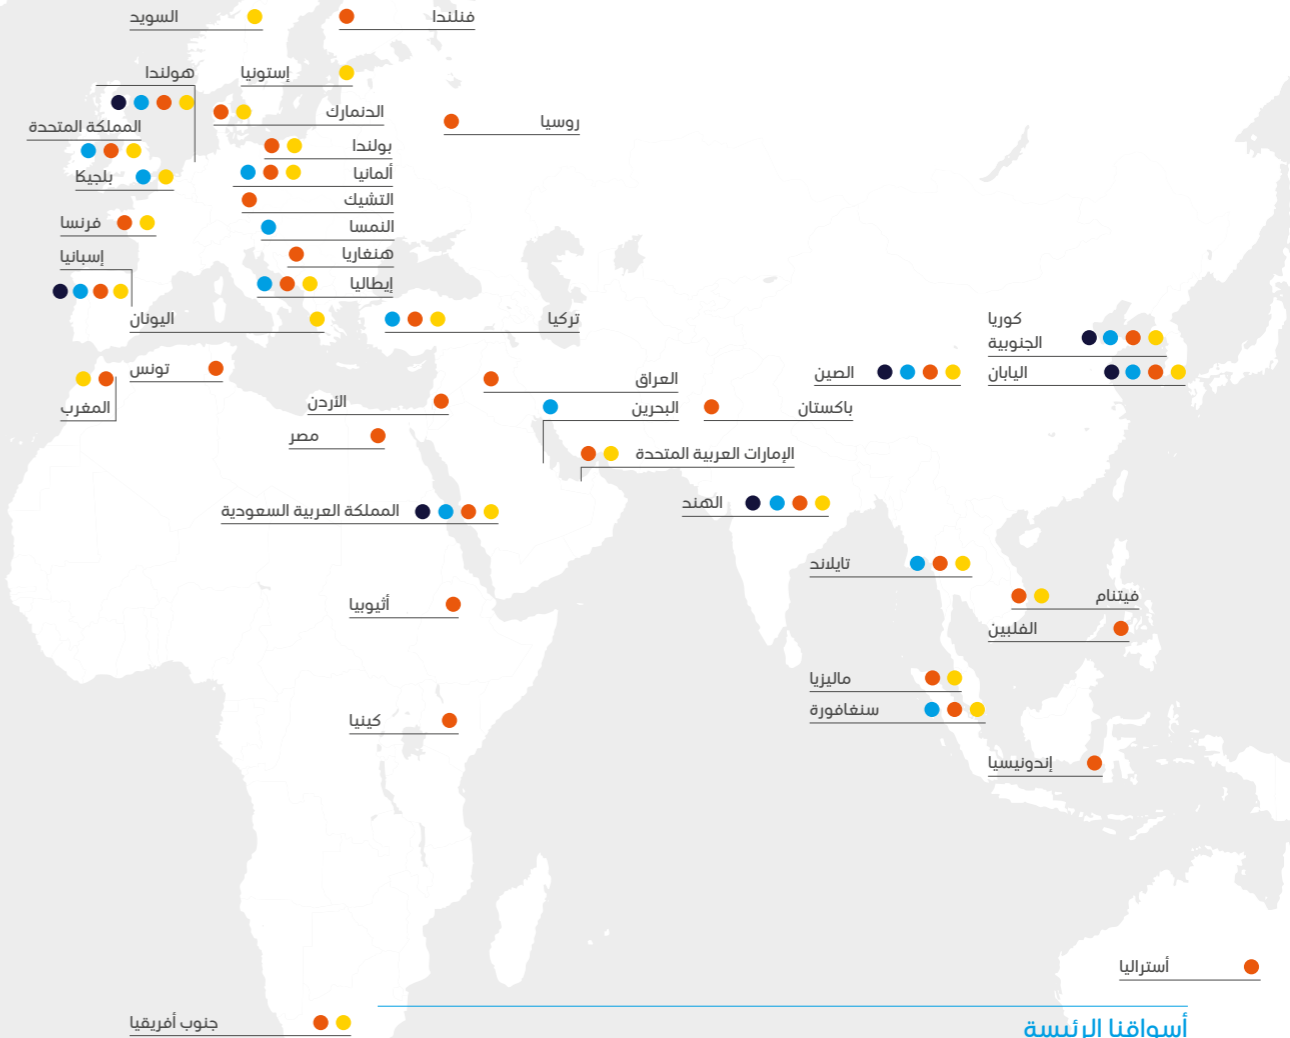 السويد
فنلندا
هولندا
إستونيا
الدنمارك
روسيا
المملكة المتحدة
بولندا
ألمانيا
بلجيكا
التشيك
فرنسا
النمسا
هنغاريا
إسبانيا
إيطاليا
اليونان
تركيا
كوريا
الجنوبية
تونس
العراق
الصين
اليابان
المغرب
الأردن
البحرين
باكستان
مصر
الإمارات العربية المتحدة
المملكة العربية السعودية
الهند
تايلاند
أثيوبيا
فيتنام
الفلبين
ماليزيا
سنغافورة
كينيا
إندونيسيا
أستراليا
جنوب أفريقيا
أسواقنا الرئيسة